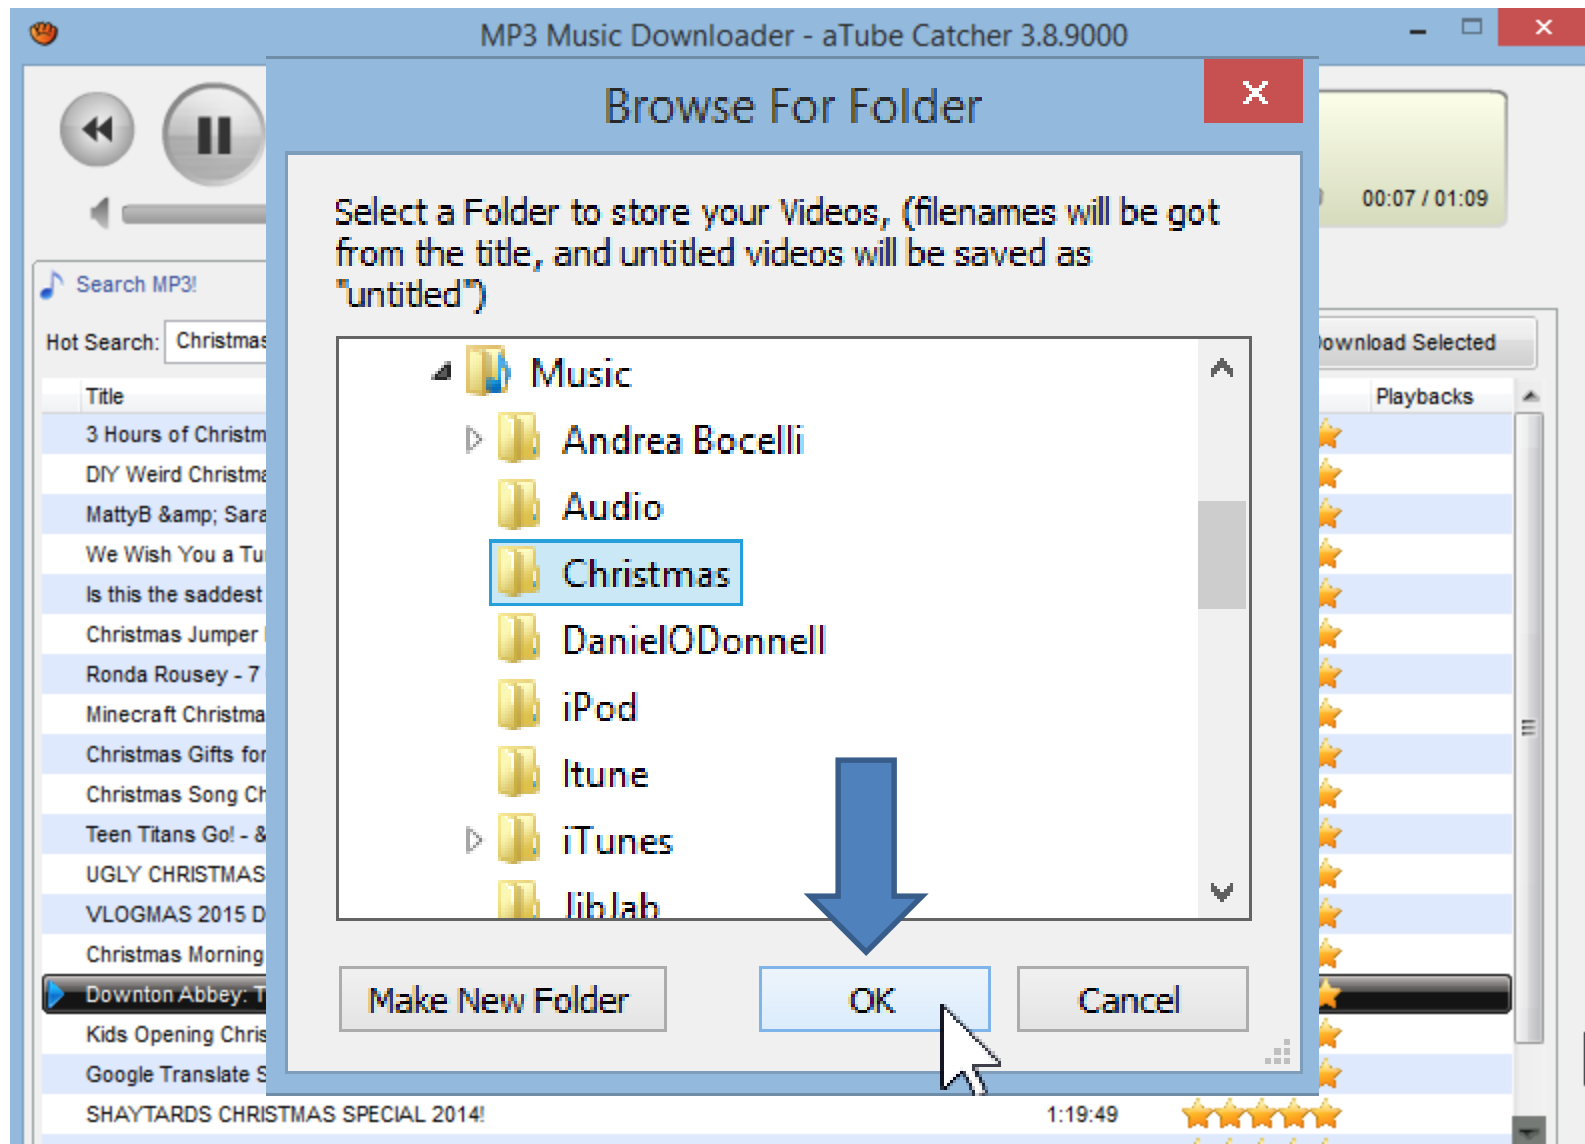 MP3 Music Downloader - aTube Catcher 3.8.9000
Browse For Folder
00:07 / 01:09
Select a Folder to store your Videos, (filenames will be got
from the title, and untitled videos will be saved as
"untitled")
Search MP3!
Hot Search: Christmas
Download Selected
Title
Playbacks
Music
Andrea Bocelli
Audio
Christmas
DanielODonnell
iPod
Itune
iTunes
JibJab
Make New Folder
OK
Cancel
3 Hours of Christm
DIY Weird Christma
MattyB &amp; Sara
We Wish You a Tu
Is this the saddest
Christmas Jumper
Ronda Rousey - 7
Minecraft Christma
Christmas Gifts for
Christmas Song Ch
Teen Titans Go! - &
UGLY CHRISTMAS
VLOGMAS 2015 D
Christmas Morning
Downton Abbey: T
Kids Opening Chris
Google Translate S
SHAYTARDS CHRISTMAS SPECIAL 2014! 1:19:49